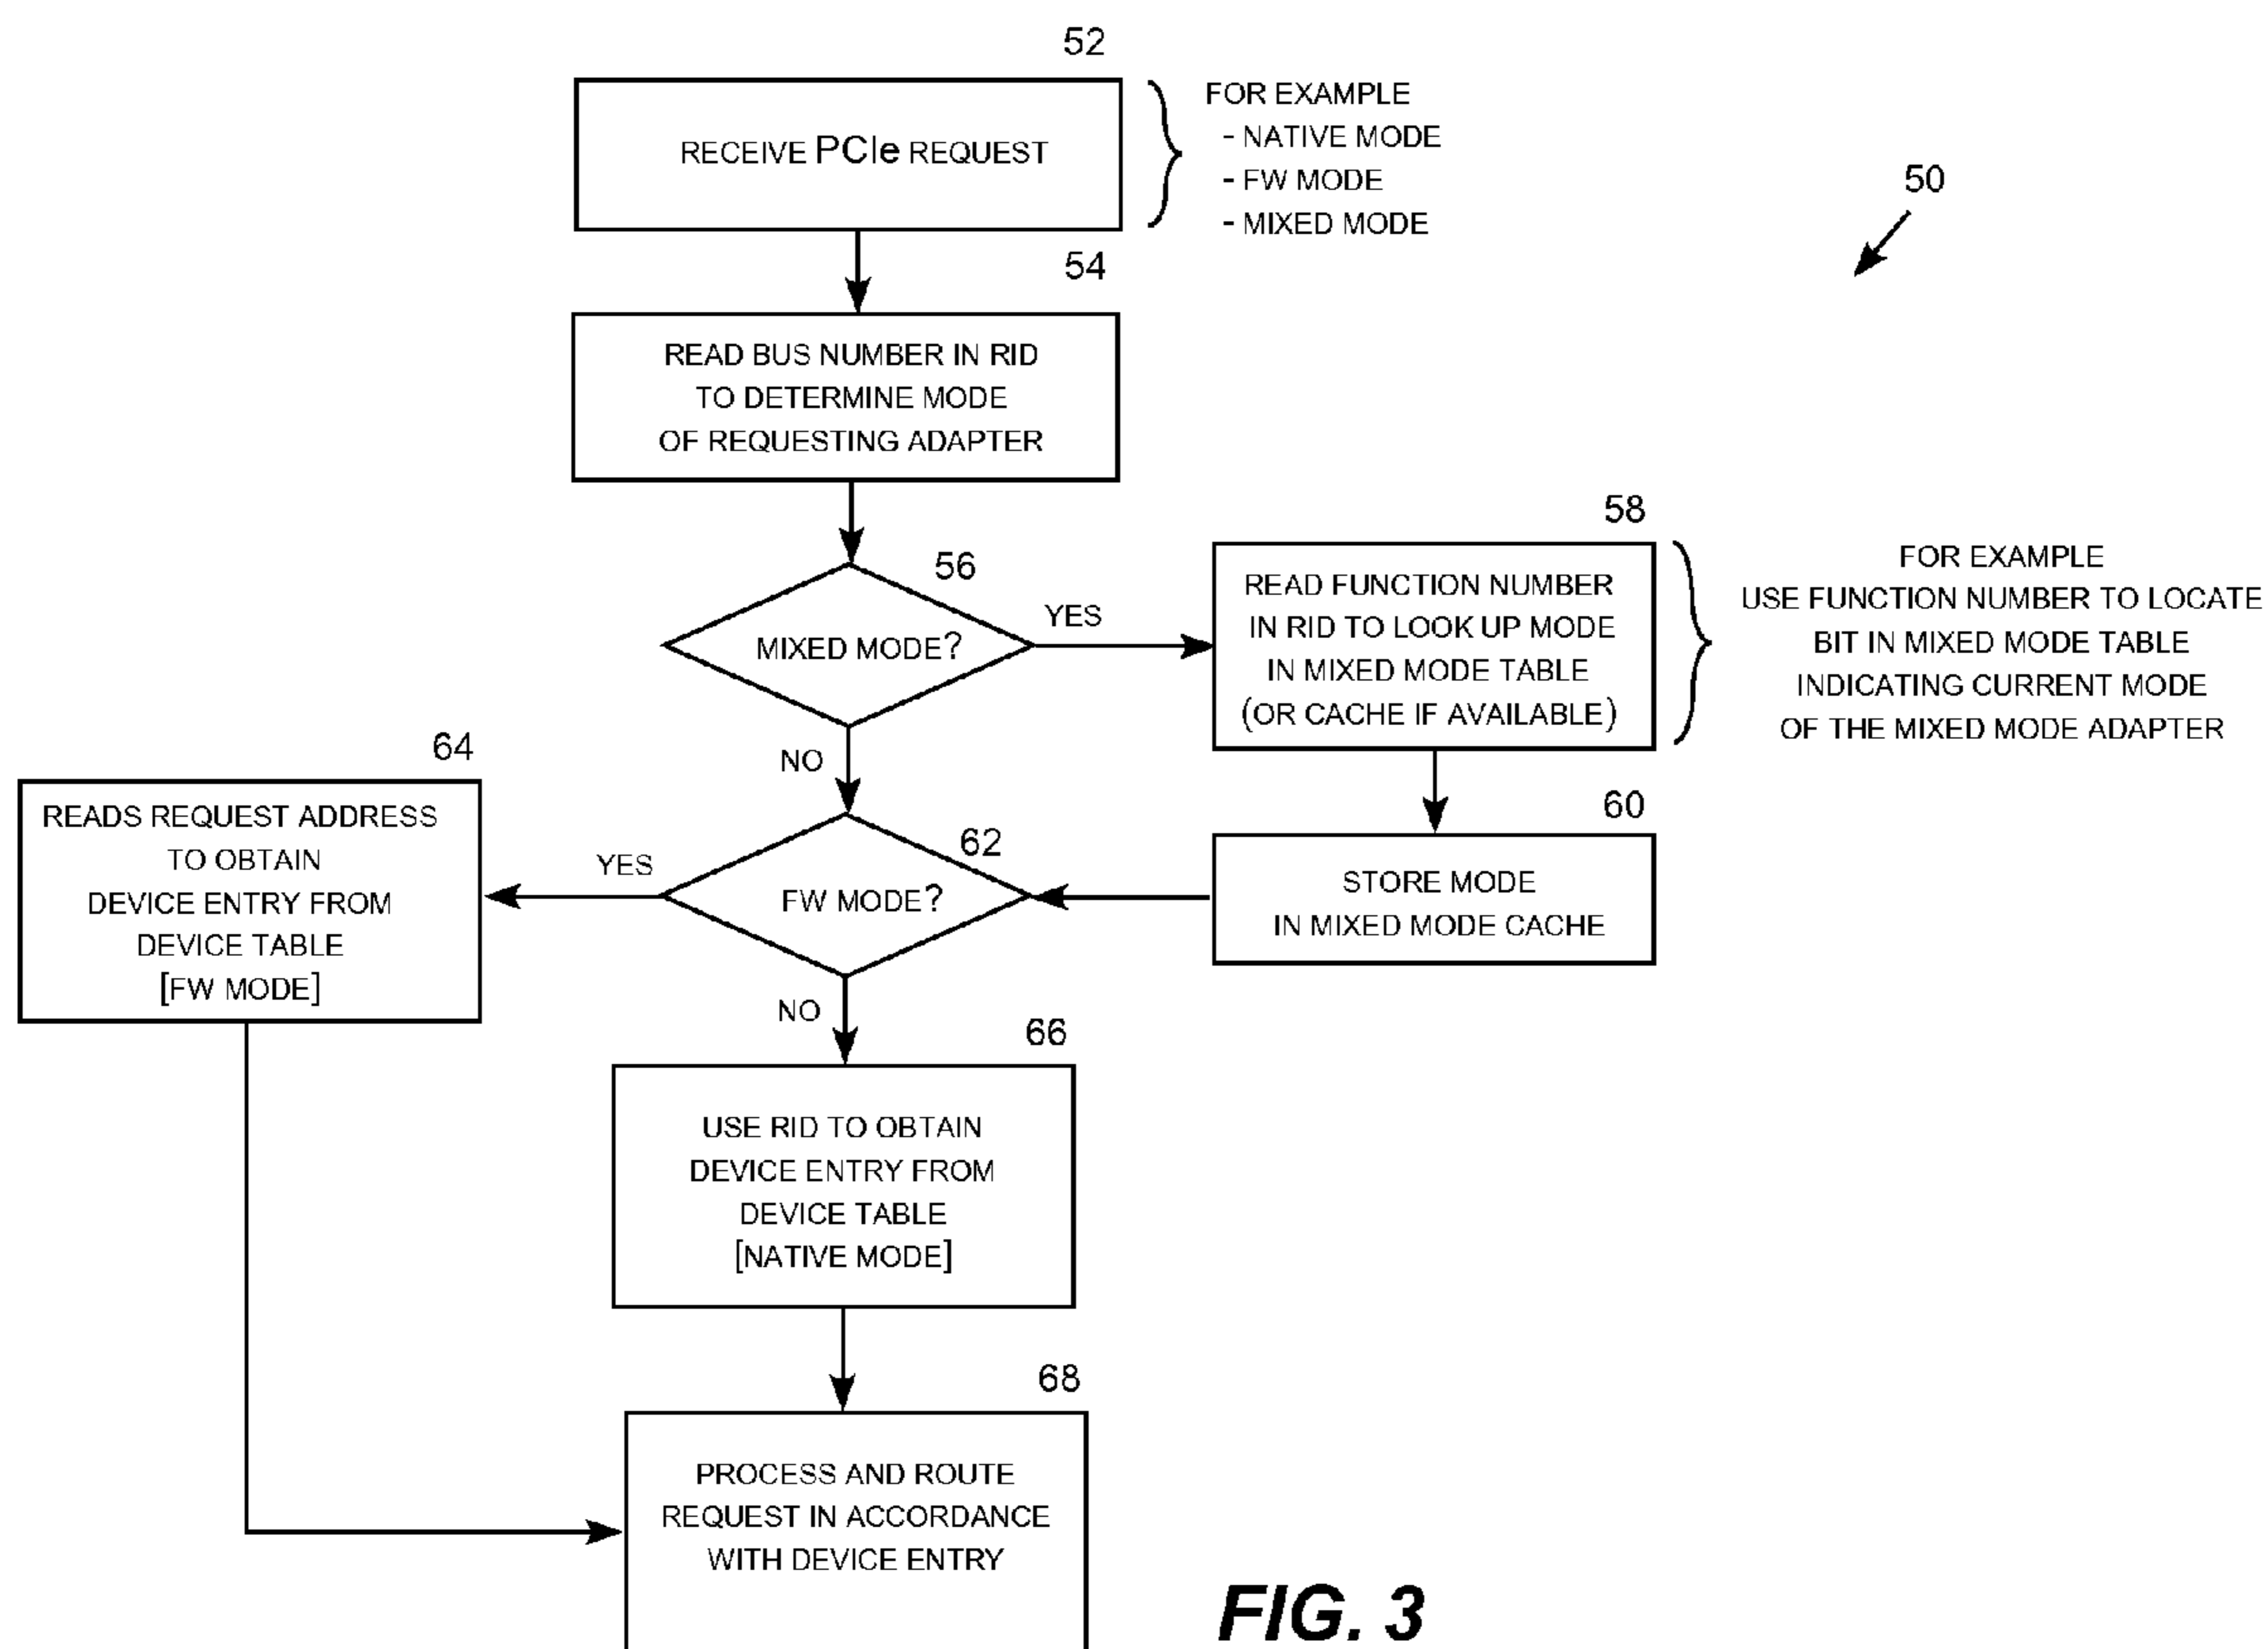 52
RECEIVE PCIe REQUEST
FOR EXAMPLE
- NATIVE MODE
- FW MODE
- MIXED MODE
50
54
READ BUS NUMBER IN RID
TO DETERMINE MODE
OF REQUESTING ADAPTER
56
MIXED MODE?
YES
NO
58
READ FUNCTION NUMBER
IN RID TO LOOK UP MODE
IN MIXED MODE TABLE
(OR CACHE IF AVAILABLE)
FOR EXAMPLE
USE FUNCTION NUMBER TO LOCATE
BIT IN MIXED MODE TABLE
INDICATING CURRENT MODE
OF THE MIXED MODE ADAPTER
60
STORE MODE
IN MIXED MODE CACHE
62
FW MODE?
YES
NO
64
READS REQUEST ADDRESS
TO OBTAIN
DEVICE ENTRY FROM
DEVICE TABLE
[FW MODE]
66
USE RID TO OBTAIN
DEVICE ENTRY FROM
DEVICE TABLE
[NATIVE MODE]
68
PROCESS AND ROUTE
REQUEST IN ACCORDANCE
WITH DEVICE ENTRY
FIG. 3